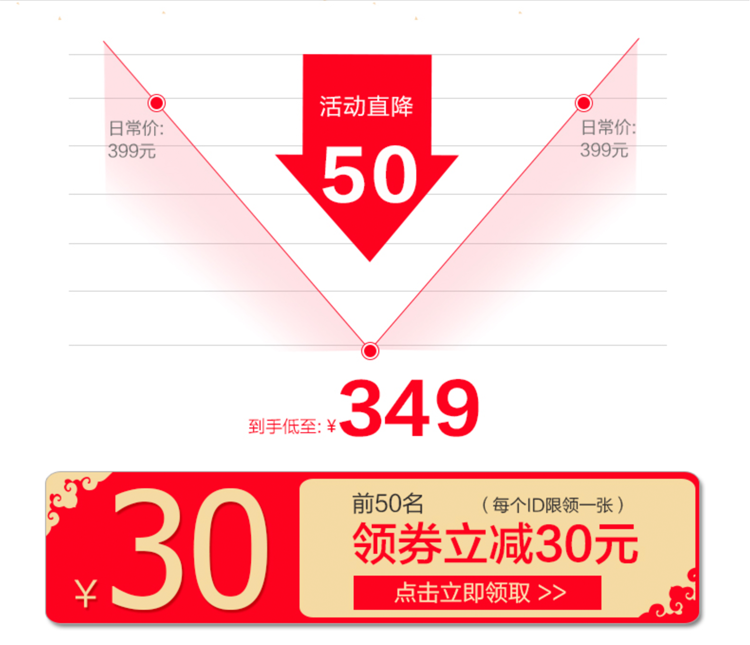 活动直降
50
日常价:
399元
日常价:
399元
到手低至: ¥349
¥30
前50名 (每个ID限领一张)
领券立减30元
点击立即领取 >>